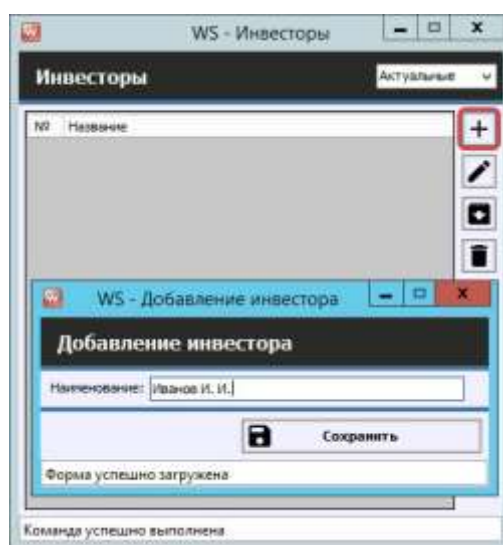 WS - Инвесторы
Инвесторы
Актуальные
№ Название
WS - Добавление инвестора
Добавление инвестора
Наименование: Иванов И. И.
Сохранить
Форма успешно загружена
Команда успешно выполнена